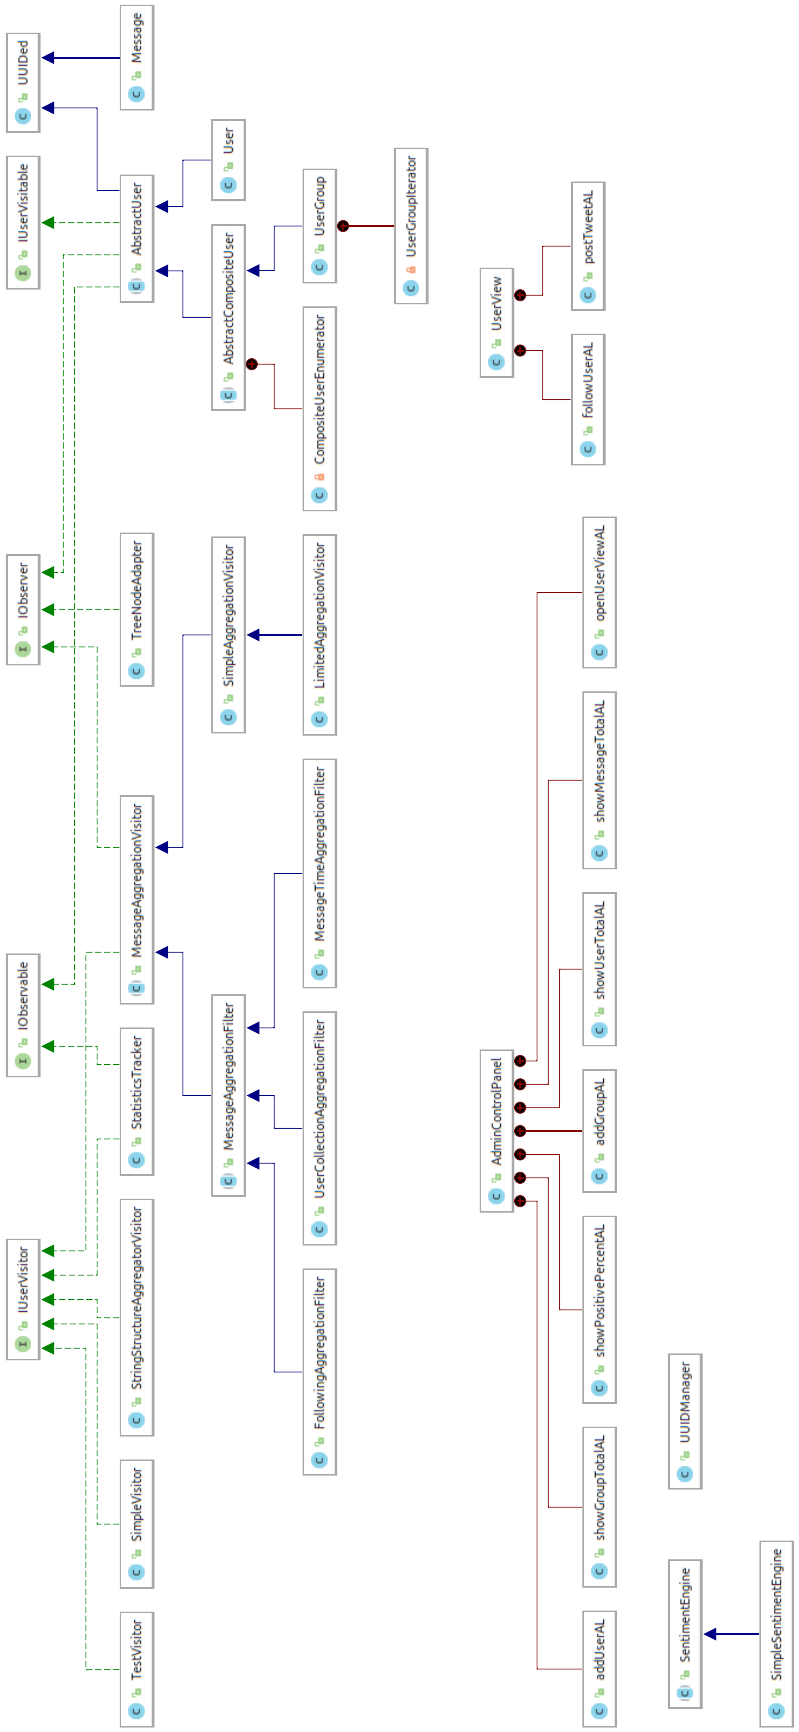 I IUserVisitor
I IObservable
I IObserver
I IUserVisitable
C UUIDed
C TestVisitor
C SimpleVisitor
C StringStructureAggregatorVisitor
C StatisticsTracker
C MessageAggregationVisitor
C TreeNodeAdapter
C AbstractUser
C Message
C MessageAggregationFilter
C SimpleAggregationVisitor
C AbstractCompositeUser
C User
C FollowingAggregationFilter
C UserCollectionAggregationFilter
C MessageTimeAggregationFilter
C LimitedAggregationVisitor
C CompositeUserEnumerator
C UserGroup
C UserGroupIterator
C AdminControlPanel
C UserView
C addUserAL
C showGroupTotalAL
C showPositivePercentAL
C addGroupAL
C showUserTotalAL
C showMessageTotalAL
C openUserViewAL
C followUserAL
C postTweetAL
C SentimentEngine
C UUIDManager
C SimpleSentimentEngine